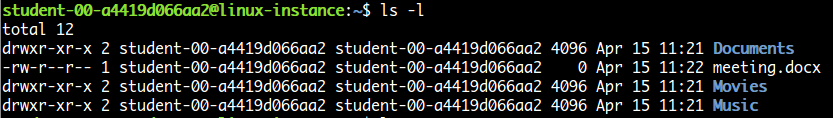 student-00-a4419d066aa2@linux-instance:~$ ls -l
total 12
drwxr-xr-x 2 student-00-a4419d066aa2 student-00-a4419d066aa2 4096 Apr 15 11:21 Documents
-rw-r--r-- 1 student-00-a4419d066aa2 student-00-a4419d066aa2    0 Apr 15 11:22 meeting.docx
drwxr-xr-x 2 student-00-a4419d066aa2 student-00-a4419d066aa2 4096 Apr 15 11:21 Movies
drwxr-xr-x 2 student-00-a4419d066aa2 student-00-a4419d066aa2 4096 Apr 15 11:21 Music